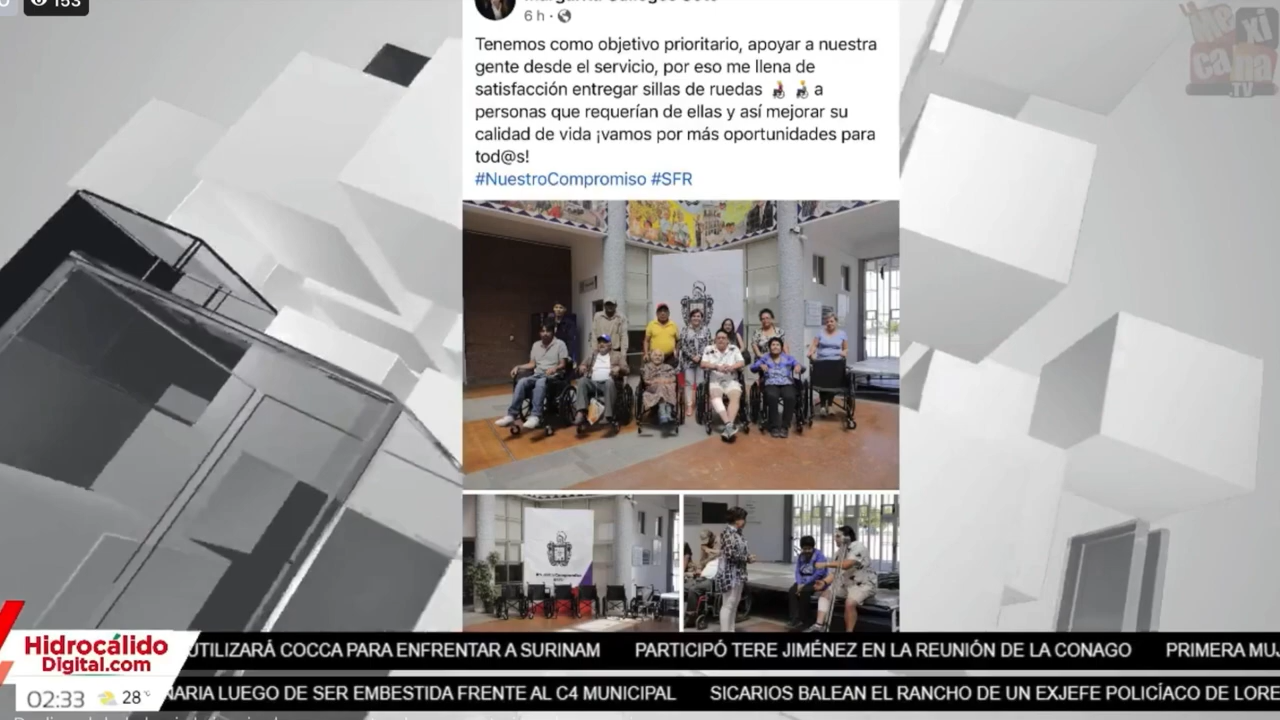 153
6 h
Tenemos como objetivo prioritario, apoyar a nuestra
gente desde el servicio, por eso me llena de
satisfacción entregar sillas de ruedas a
personas que requerían de ellas y así mejorar su
calidad de vida ¡vamos por más oportunidades para
tod@s!
#NuestroCompromiso #SFR
mexi
cana
.TV
Hidrocálido
Digital.com
UTILIZARÁ COCCA PARA ENFRENTAR A SURINAM PARTICIPÓ TERE JIMÉNEZ EN LA REUNIÓN DE LA CONAGO PRIMERA MUJ
02:33 28°
NARIA LUEGO DE SER EMBESTIDA FRENTE AL C4 MUNICIPAL SICARIOS BALEAN EL RANCHO DE UN EXJEFE POLICÍACO DE LORE